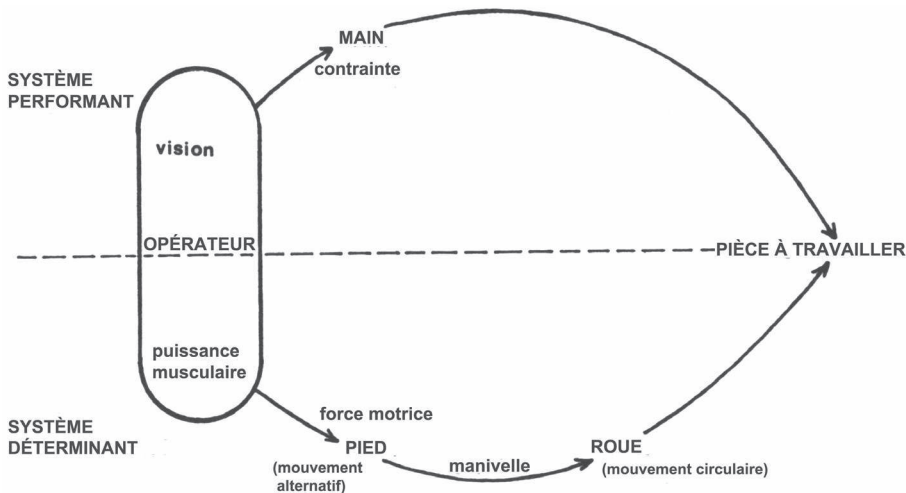 MAIN
contrainte
SYSTÈME
PERFORMANT
vision
OPÉRATEUR
PIÈCE À TRAVAILLER
puissance
musculaire
force motrice
SYSTÈME
DÉTERMINANT
PIED
(mouvement
alternatif)
manivelle
ROUE
(mouvement circulaire)